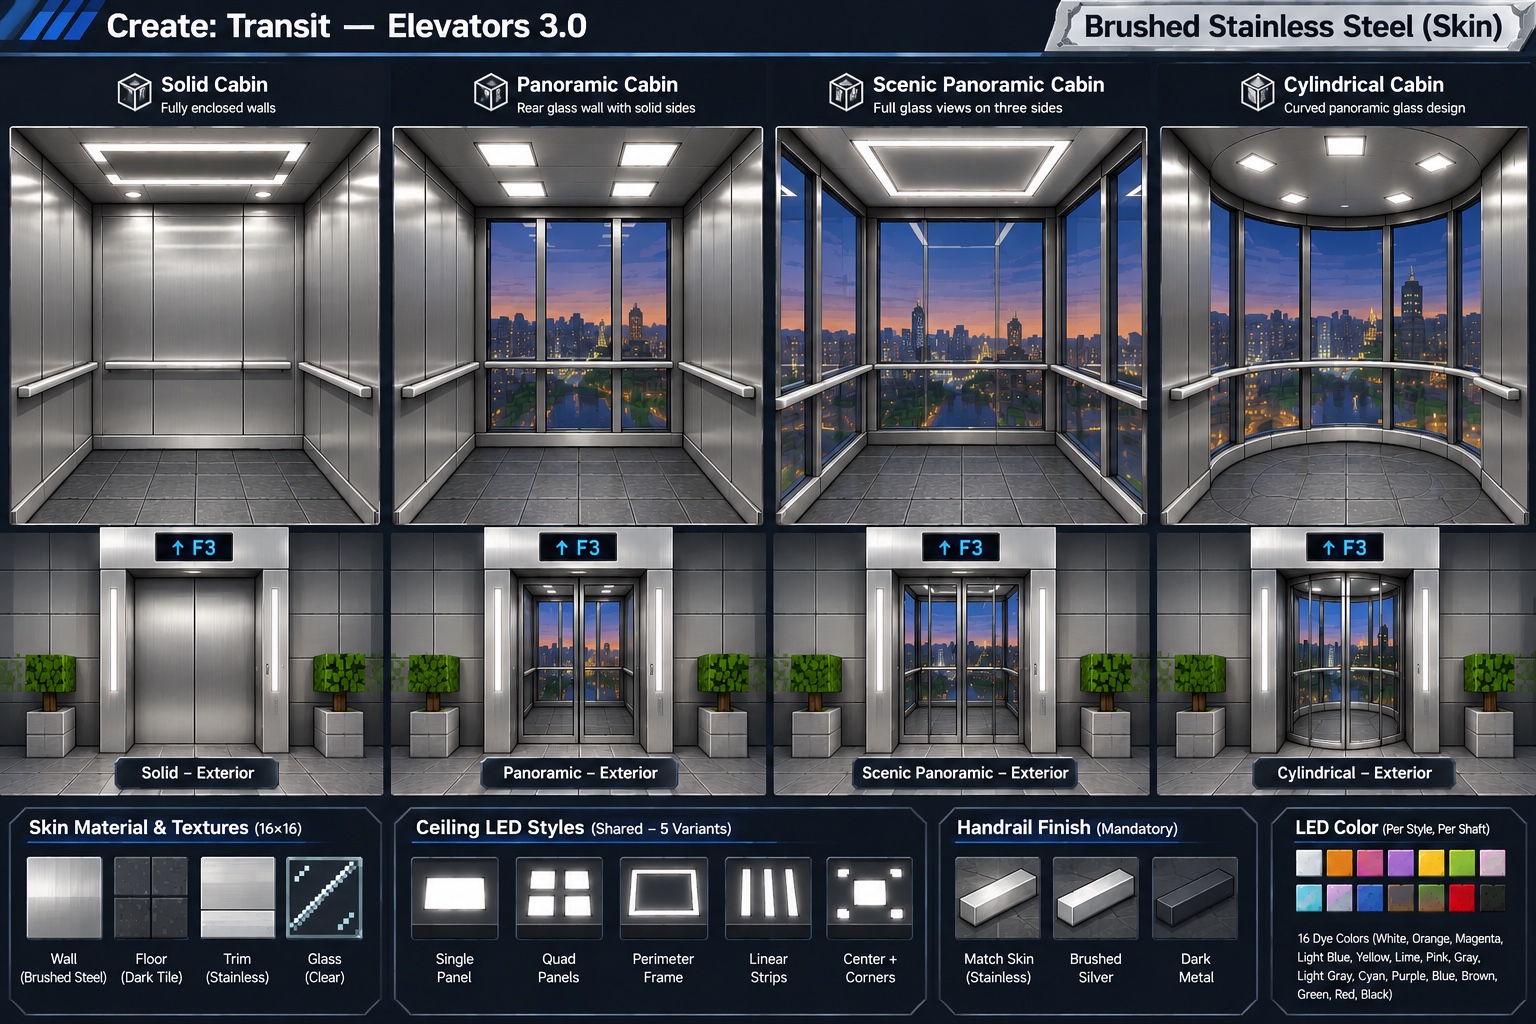 Create: Transit — Elevators 3.0
Brushed Stainless Steel (Skin)
Solid Cabin
Fully enclosed walls
Panoramic Cabin
Rear glass wall with solid sides
Scenic Panoramic Cabin
Full glass views on three sides
Cylindrical Cabin
Curved panoramic glass design
↑ F3
↑ F3
↑ F3
↑ F3
Solid – Exterior
Panoramic – Exterior
Scenic Panoramic – Exterior
Cylindrical – Exterior
Skin Material & Textures (16×16)
Wall
(Brushed Steel)
Floor
(Dark Tile)
Trim
(Stainless)
Glass
(Clear)
Ceiling LED Styles (Shared – 5 Variants)
Single
Panel
Quad
Panels
Perimeter
Frame
Linear
Strips
Center +
Corners
Handrail Finish (Mandatory)
Match Skin
(Stainless)
Brushed
Silver
Dark
Metal
LED Color (Per Style, Per Shaft)
16 Dye Colors (White, Orange, Magenta,
Light Blue, Yellow, Lime, Pink, Gray,
Light Gray, Cyan, Purple, Blue, Brown,
Green, Red, Black)